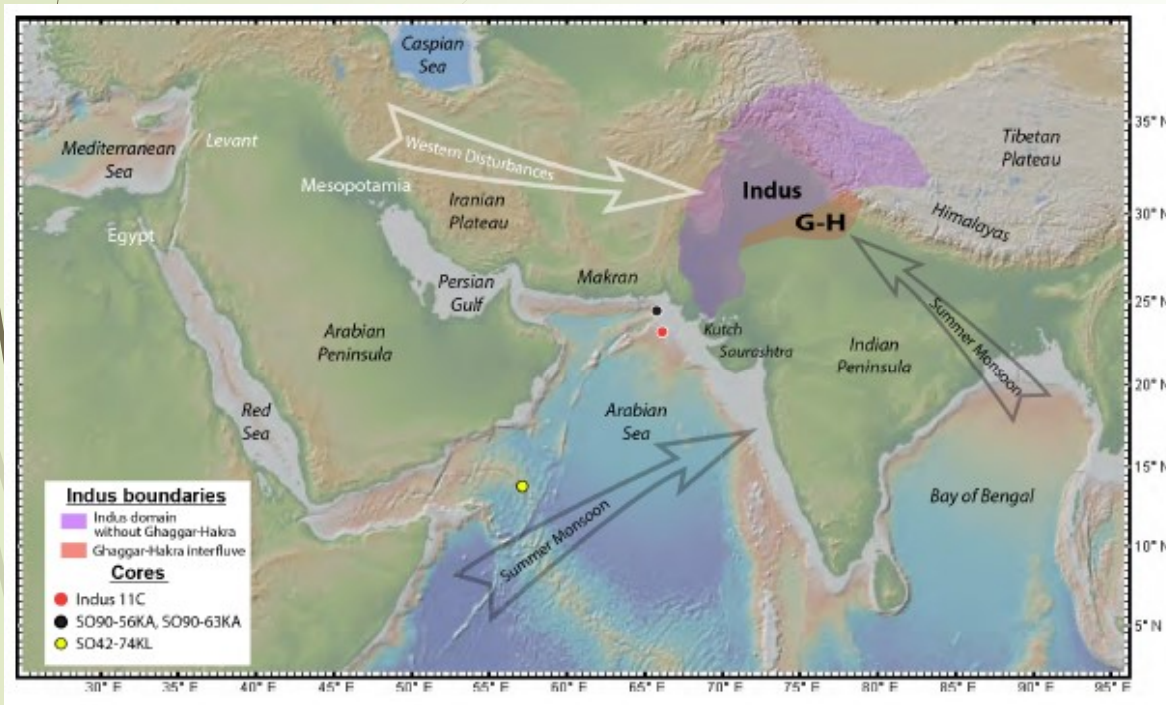 Caspian
Sea
Mediterranean
Sea
Levant
Western Disturbances
Mesopotamia
Iranian
Plateau
Indus
G-H
Tibetan
Plateau
Himalayas
Egypt
Persian
Gulf
Makran
Arabian
Peninsula
Kutch
Saurashtra
Indian
Peninsula
Summer Monsoon
Red
Sea
Arabian
Sea
Summer Monsoon
Bay of Bengal
35° N
30° N
25° N
20° N
15° N
10° N
5° N
Indus boundaries
Indus domain
without Ghaggar-Hakra
Ghaggar-Hakra interfluve
Cores
Indus 11C
SO90-56KA, SO90-63KA
SO42-74KL
30° E 35° E 40° E 45° E 50° E 55° E 60° E 65° E 70° E 75° E 80° E 85° E 90° E 95° E